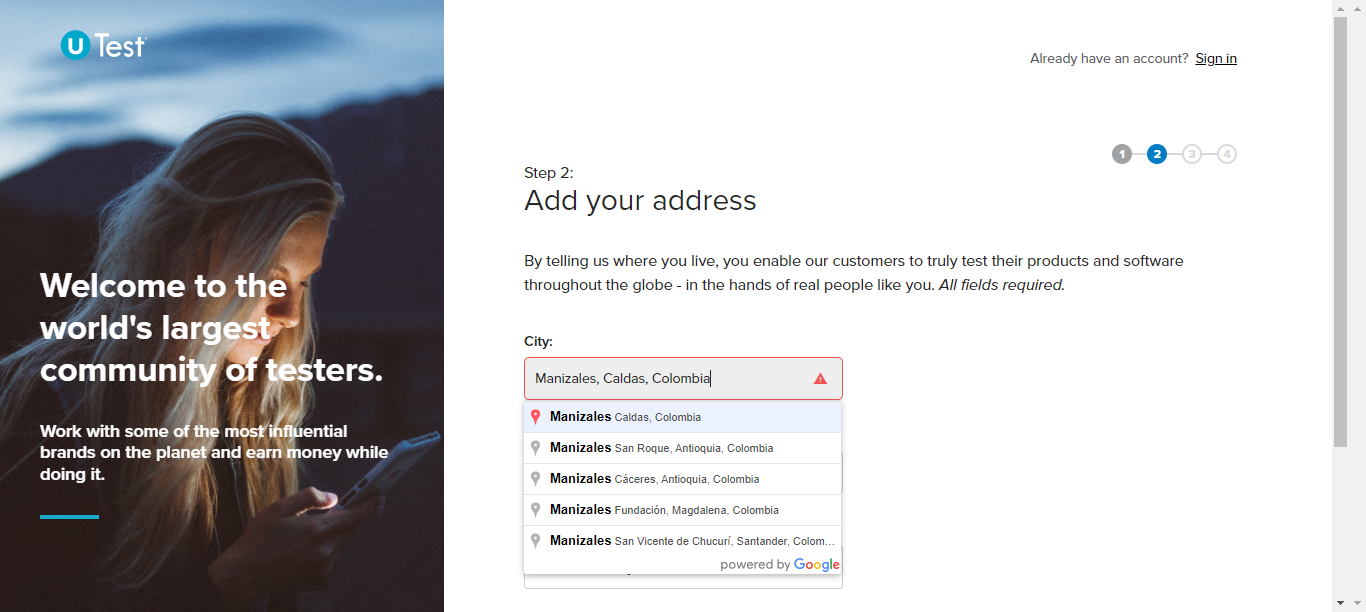 U Test
Already have an account? Sign in
1 2 3 4
Step 2:
Add your address
By telling us where you live, you enable our customers to truly test their products and software
throughout the globe - in the hands of real people like you. All fields required.
City:
Manizales, Caldas, Colombia
Manizales Caldas, Colombia
Manizales San Roque, Antioquia, Colombia
Manizales Cáceres, Antioquia, Colombia
Manizales Fundación, Magdalena, Colombia
Manizales San Vicente de Chucurí, Santander, Colom...
powered by Google
Welcome to the
world's largest
community of testers.
Work with some of the most influential
brands on the planet and earn money while
doing it.